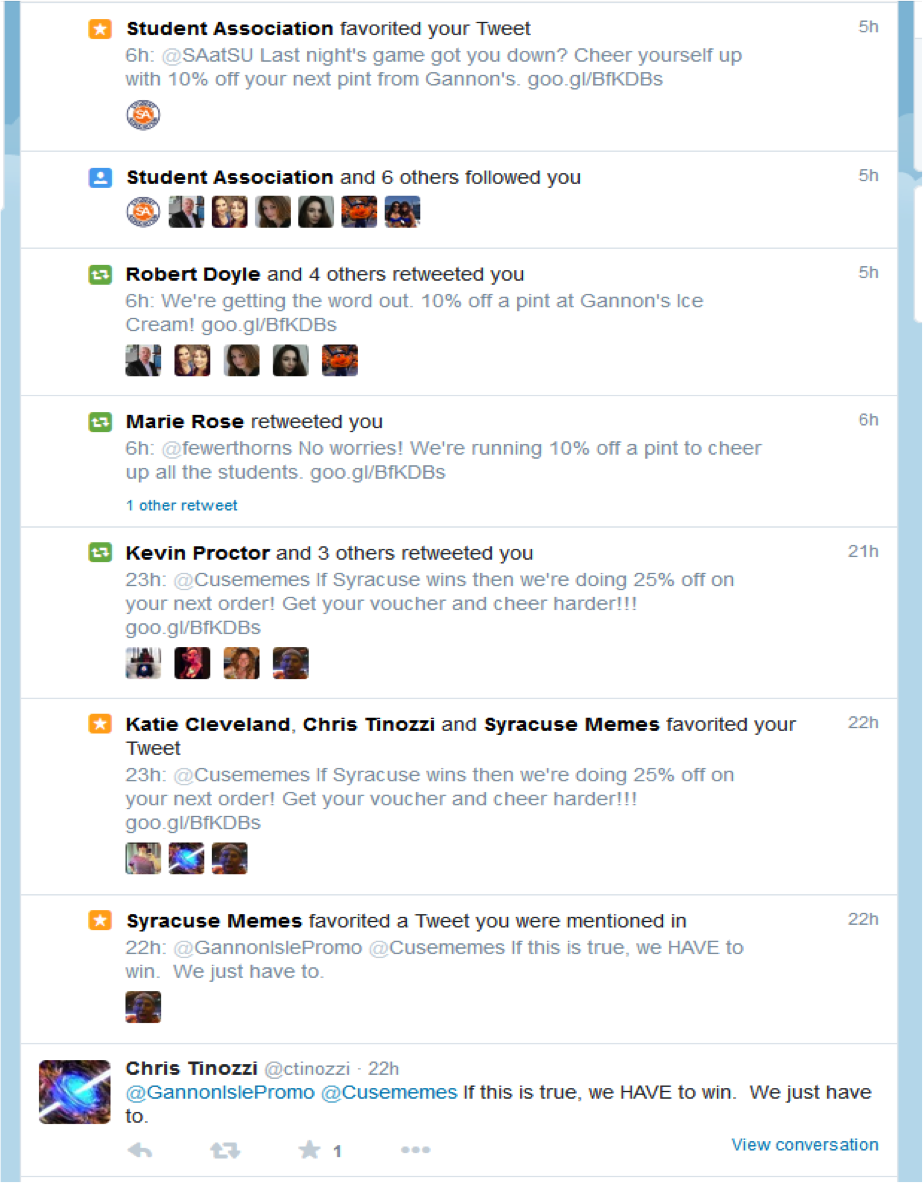 Student Association favorited your Tweet 5h
6h: @SAatSU Last night's game got you down? Cheer yourself up
with 10% off your next pint from Gannon's. goo.gl/BfKDBs
SA
Student Association and 6 others followed you 5h
SA
Robert Doyle and 4 others retweeted you 5h
6h: We're getting the word out. 10% off a pint at Gannon's Ice
Cream! goo.gl/BfKDBs
Marie Rose retweeted you 6h
6h: @fewerthorns No worries! We're running 10% off a pint to cheer
up all the students. goo.gl/BfKDBs
1 other retweet
Kevin Proctor and 3 others retweeted you 21h
23h: @Cusememes If Syracuse wins then we're doing 25% off on
your next order! Get your voucher and cheer harder!!!
goo.gl/BfKDBs
Katie Cleveland, Chris Tinozzi and Syracuse Memes favorited your 22h
Tweet
23h: @Cusememes If Syracuse wins then we're doing 25% off on
your next order! Get your voucher and cheer harder!!!
goo.gl/BfKDBs
Syracuse Memes favorited a Tweet you were mentioned in 22h
22h: @GannonIslePromo @Cusememes If this is true, we HAVE to
win.  We just have to.
Chris Tinozzi @ctinozzi · 22h
@GannonIslePromo @Cusememes If this is true, we HAVE to win.  We just have
to.
1 View conversation